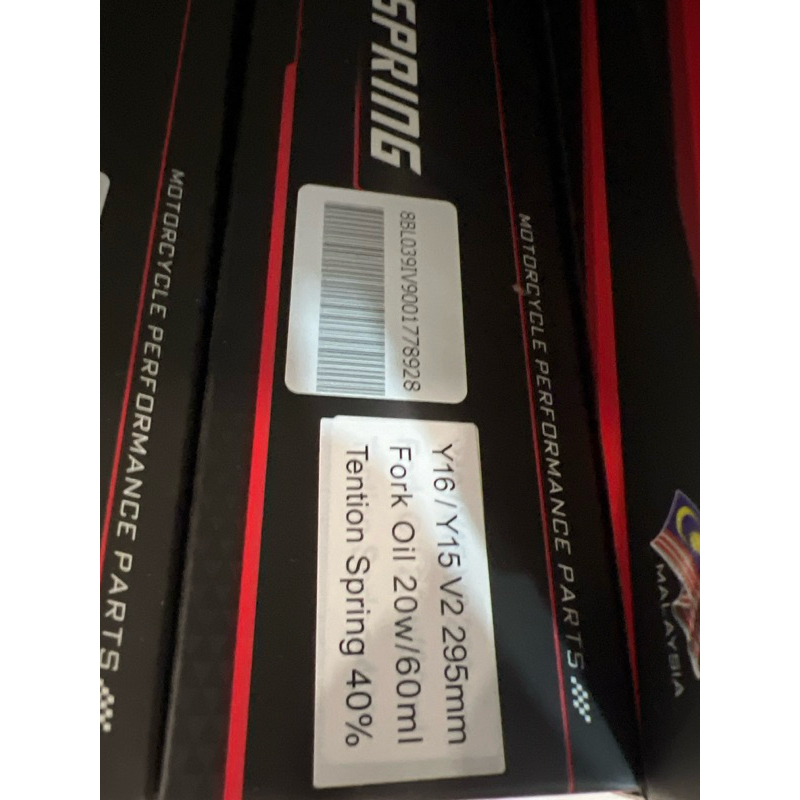 SPRING
8BL039IV9001778928
Y16 / Y15 V2 295mm
Fork Oil 20w/60ml
Tention Spring 40%
MOTORCYCLE PERFORMANCE PARTS
MOTORCYCLE PERFORMANCE PARTS
MALAYSIA